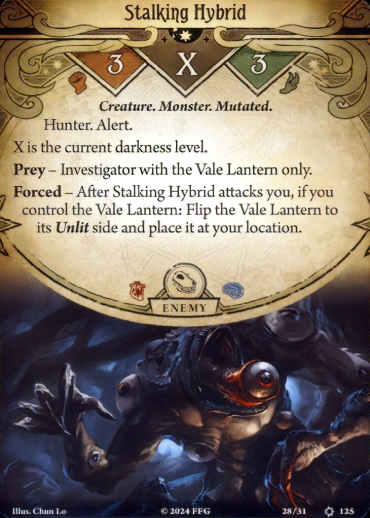 Stalking Hybrid
3 X 3
Creature. Monster. Mutated.
Hunter. Alert.
X is the current darkness level.
Prey – Investigator with the Vale Lantern only.
Forced – After Stalking Hybrid attacks you, if you
control the Vale Lantern: Flip the Vale Lantern to
its Unlit side and place it at your location.
ENEMY
Illus. Chun Lo © 2024 FFG 28/31 125